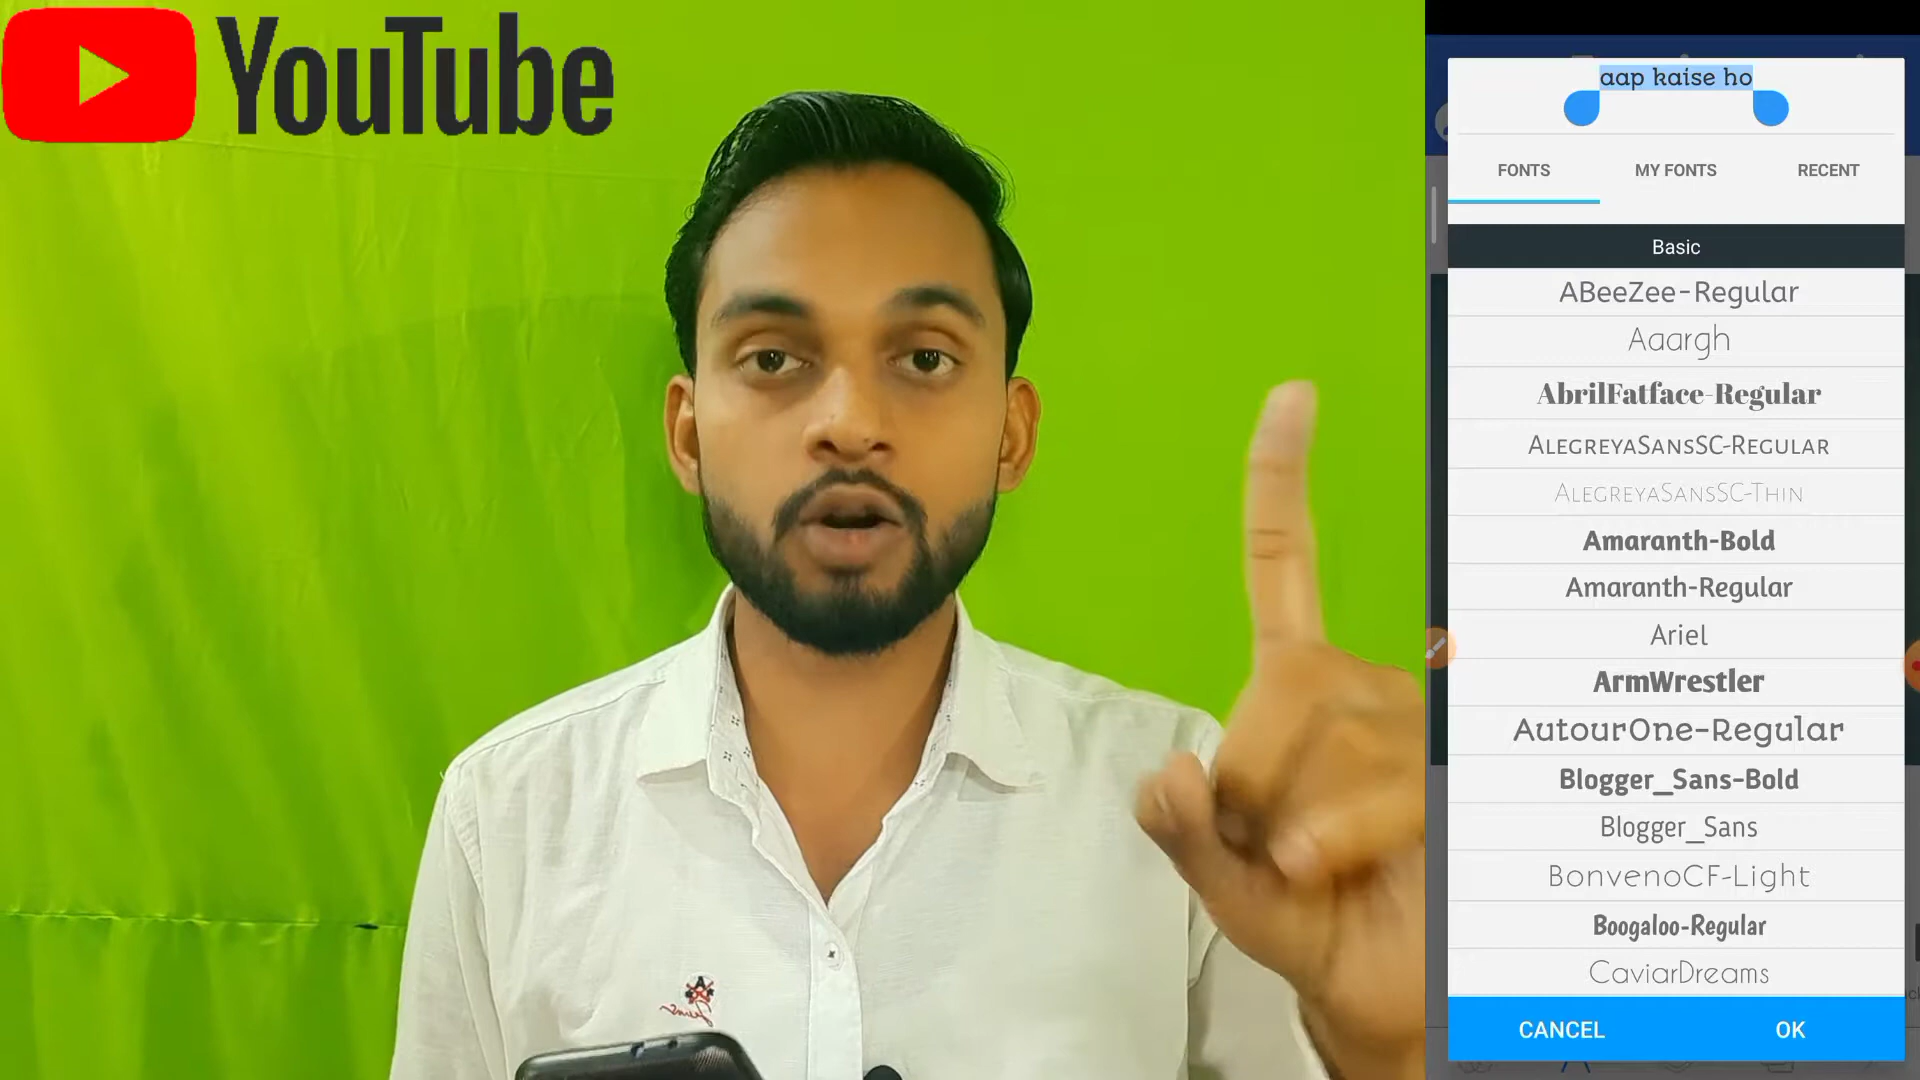 YouTube
aap kaise ho
FONTS MY FONTS RECENT
Basic
ABeeZee-Regular
Aaargh
AbrilFatface-Regular
AlegreyaSansSC-Regular
AlegreyaSansSC-Thin
Amaranth-Bold
Amaranth-Regular
Ariel
ArmWrestler
AutourOne-Regular
Blogger_Sans-Bold
Blogger_Sans
BonvenoCF-Light
Boogaloo-Regular
CaviarDreams
CANCEL OK